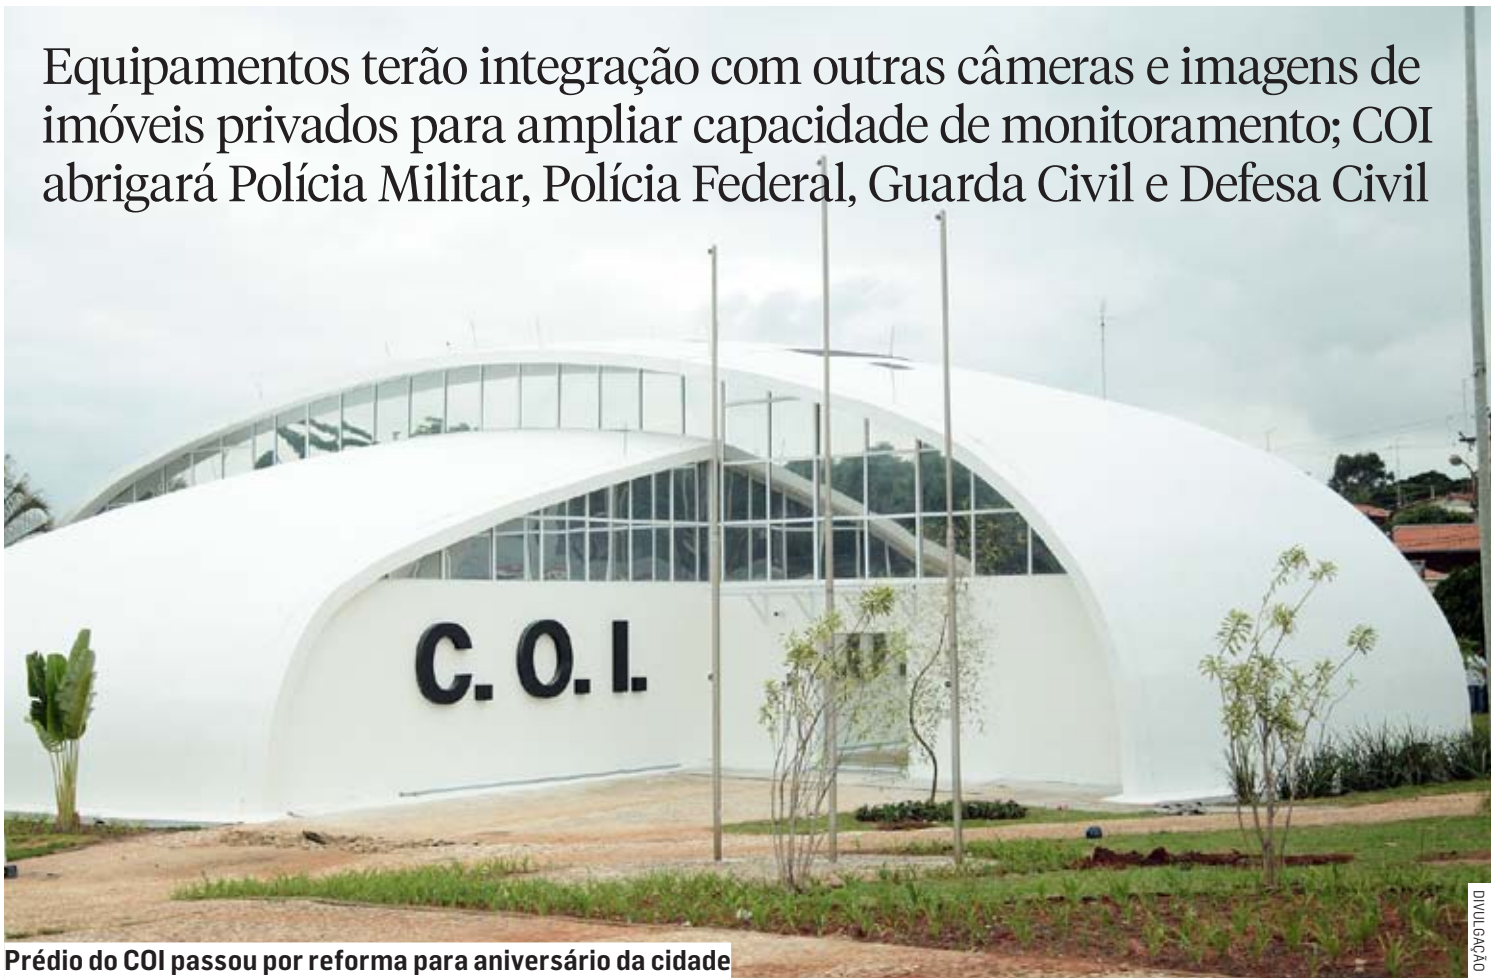 Equipamentos terão integração com outras câmeras e imagens de
imóveis privados para ampliar capacidade de monitoramento; COI
abrigará Polícia Militar, Polícia Federal, Guarda Civil e Defesa Civil
C. O. I.
DIVULGAÇÃO
Prédio do COI passou por reforma para aniversário da cidade